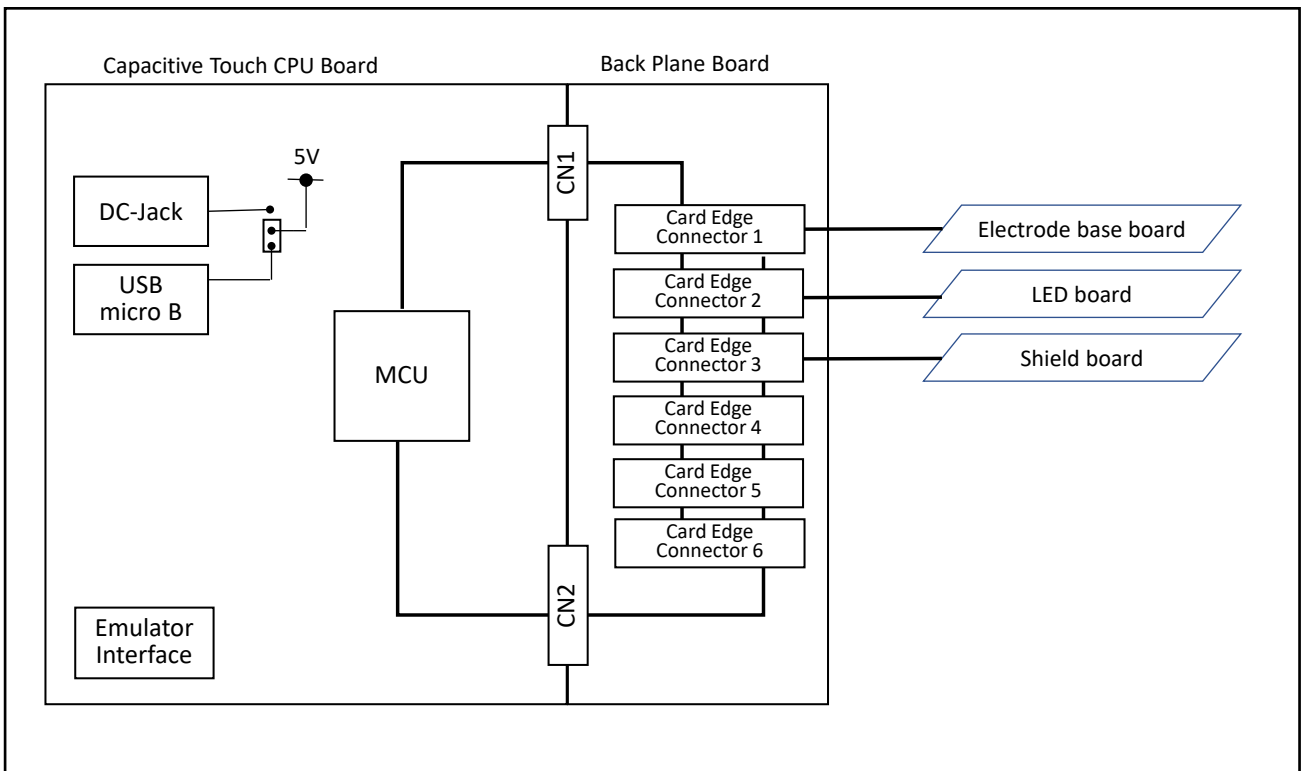 Capacitive Touch CPU Board
Back Plane Board
5V
DC-Jack
USB
micro B
MCU
Emulator
Interface
CN1
CN2
Card Edge
Connector 1
Card Edge
Connector 2
Card Edge
Connector 3
Card Edge
Connector 4
Card Edge
Connector 5
Card Edge
Connector 6
Electrode base board
LED board
Shield board